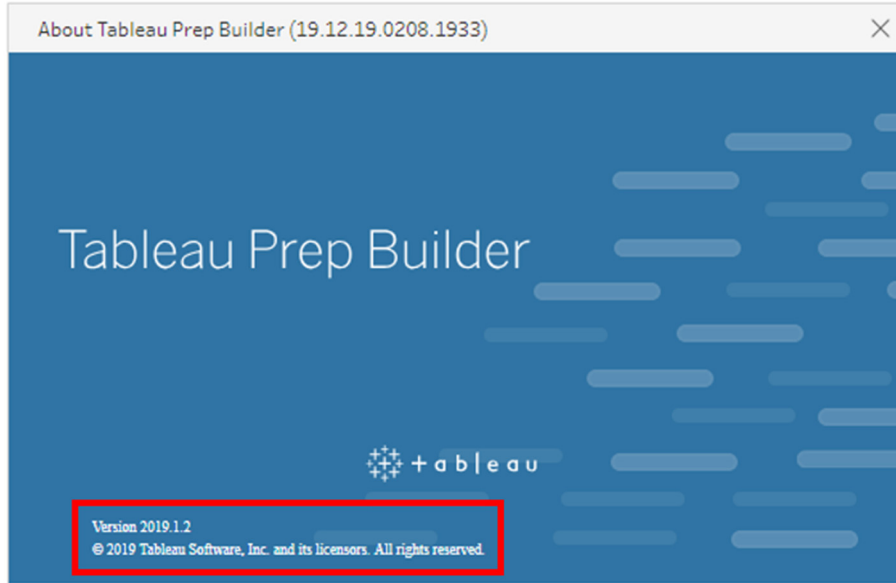 About Tableau Prep Builder (19.12.19.0208.1933)
Tableau Prep Builder
+ a b | e a u
Version 2019.1.2
© 2019 Tableau Software, Inc. and its licensors. All rights reserved.